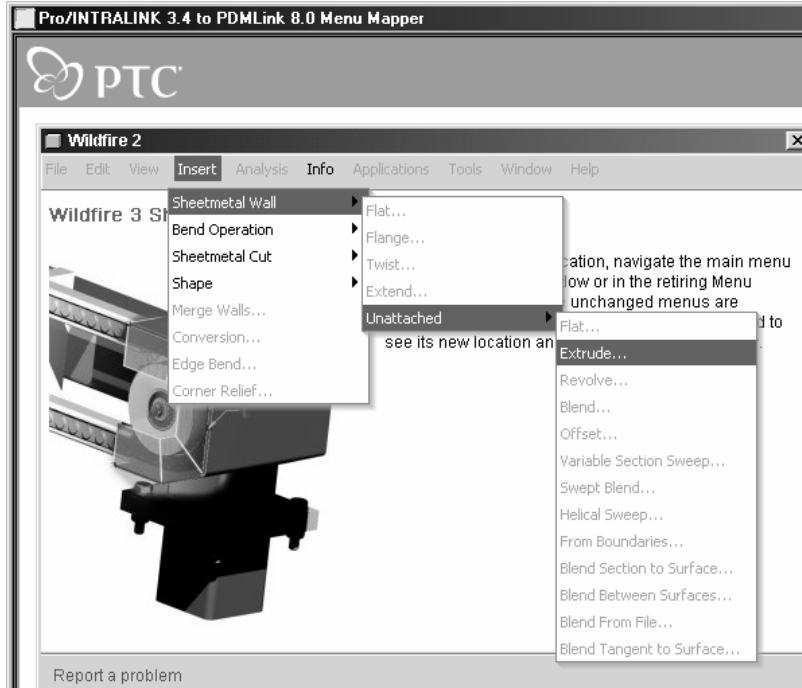 Pro/INTRALINK 3.4 to PDMLink 8.0 Menu Mapper
PTC
Wildfire 2
File Edit View Insert Analysis Info Applications Tools Window Help
Wildfire 3 Sh
Sheetmetal Wall
Bend Operation
Sheetmetal Cut
Shape
Merge Walls...
Conversion...
Edge Bend...
Corner Relief...
Flat...
Flange...
Twist...
Extend...
Unattached
cation, navigate the main menu
low or in the retiring Menu
unchanged menus are
d to
see its new location an
Flat...
Extrude...
Revolve...
Blend...
Offset...
Variable Section Sweep...
Swept Blend...
Helical Sweep...
From Boundaries...
Blend Section to Surface...
Blend Between Surfaces...
Blend From File...
Blend Tangent to Surface...
Report a problem